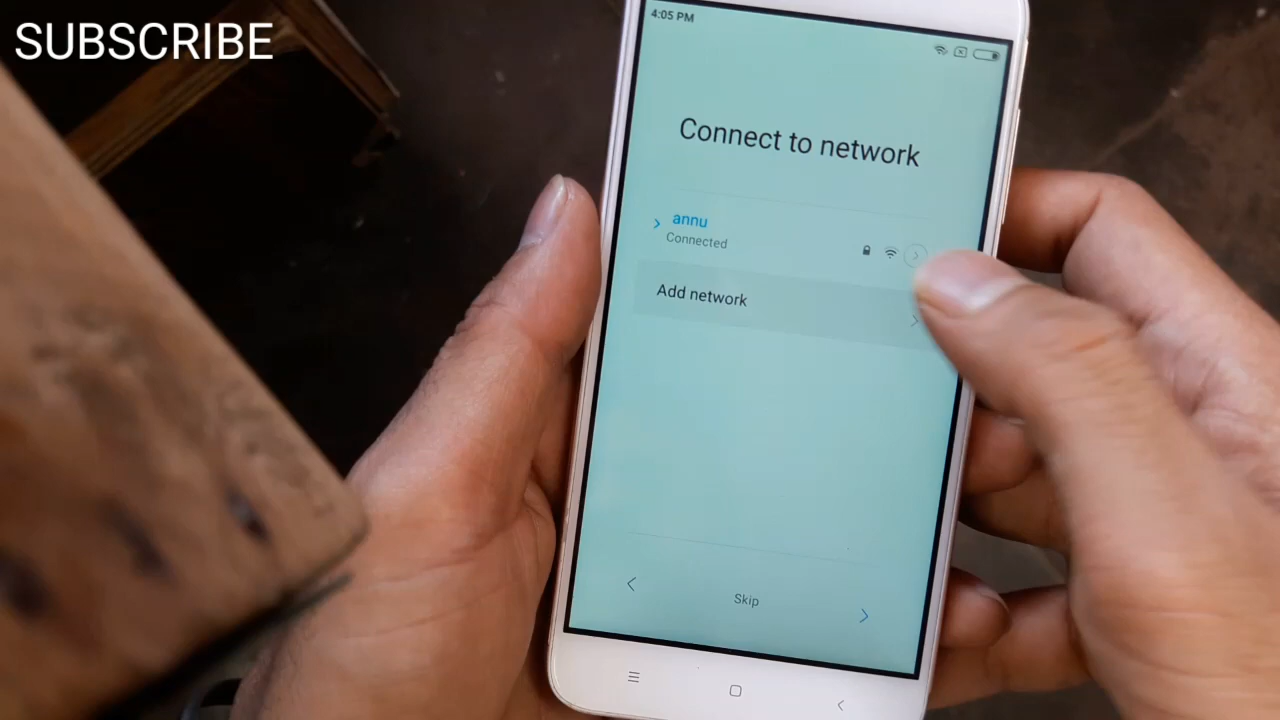 SUBSCRIBE
4:05 PM
Connect to network
annu
Connected
Add network
Skip